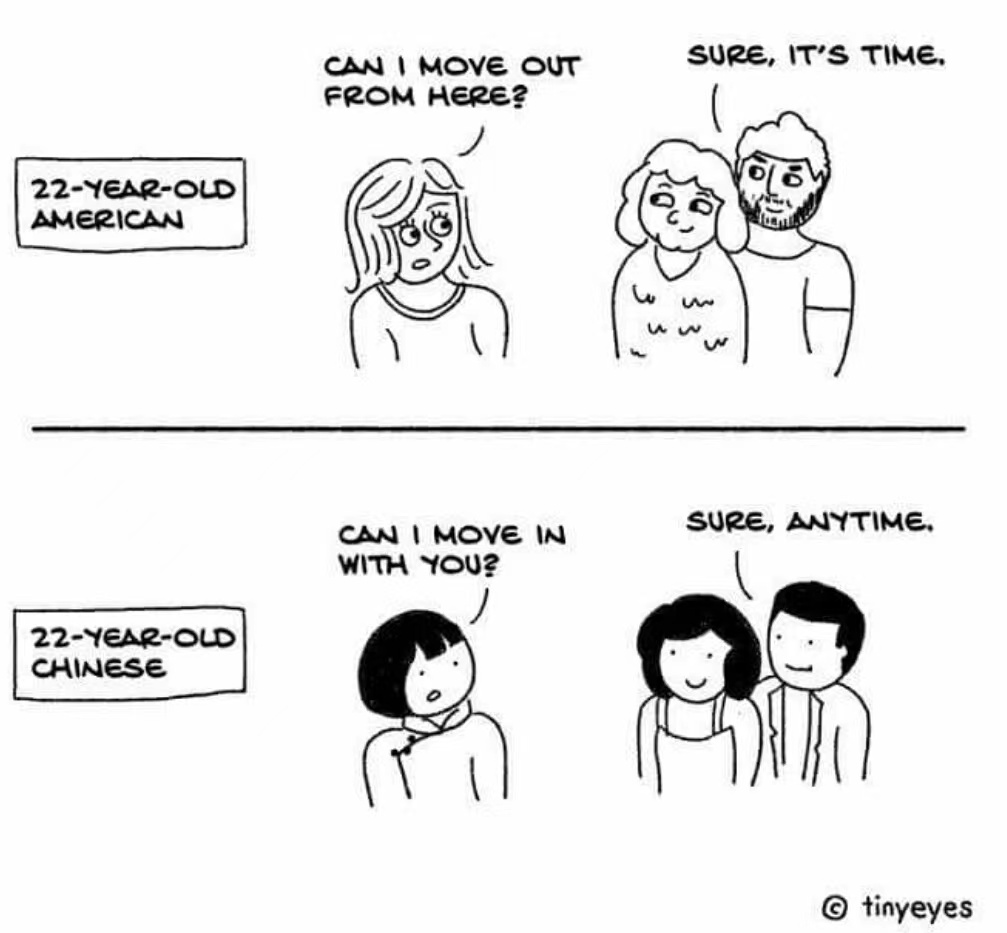 CAN I MOVE OUT
FROM HERE?
SURE, IT'S TIME.
22-YEAR-OLD
AMERICAN
CAN I MOVE IN
WITH YOU?
SURE, ANYTIME.
22-YEAR-OLD
CHINESE
© tinyeyes